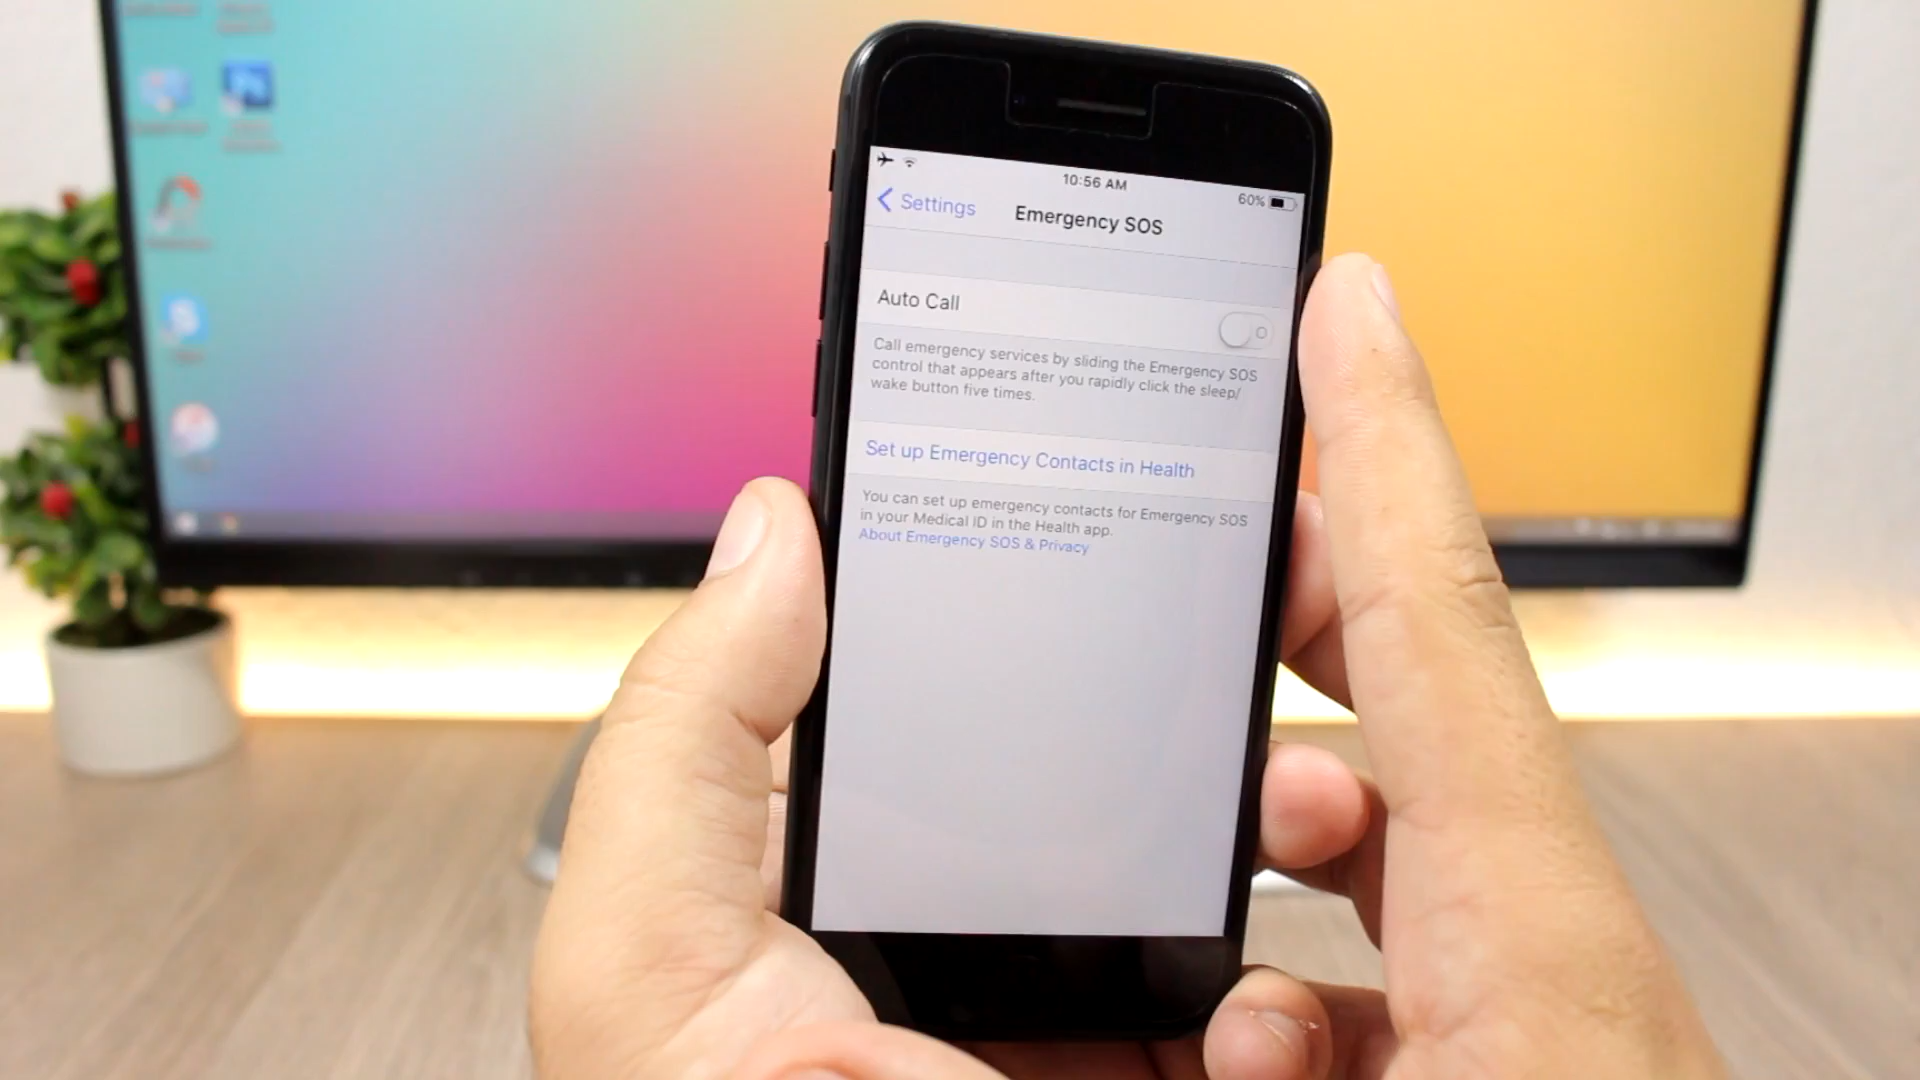 10:56 AM
60%
Settings
Emergency SOS
Auto Call
Call emergency services by sliding the Emergency SOS
control that appears after you rapidly click the sleep/
wake button five times.
Set up Emergency Contacts in Health
You can set up emergency contacts for Emergency SOS
in your Medical ID in the Health app.
About Emergency SOS & Privacy